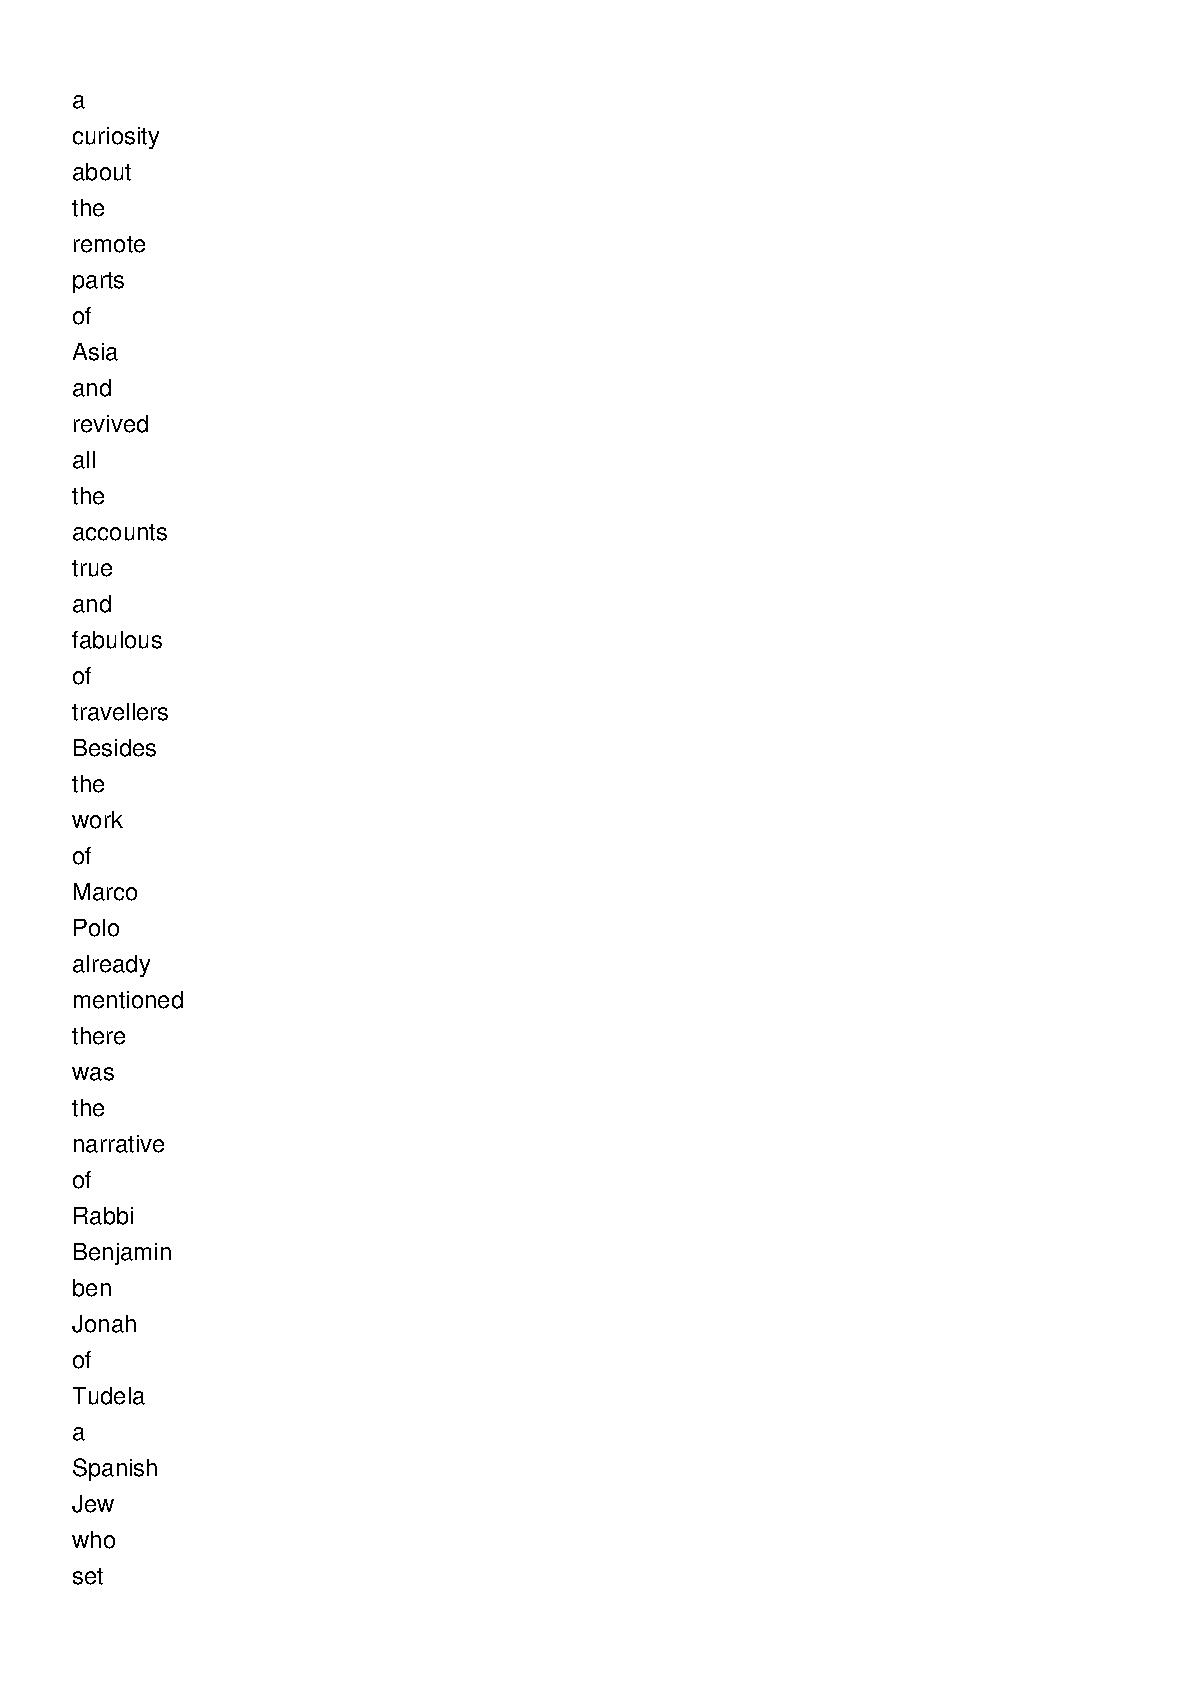 a
curiosity
about
the
remote
parts
of
Asia
and
revived
all
the
accounts
true
and
fabulous
of
travellers
Besides
the
work
of
Marco
Polo
already
mentioned
there
was
the
narrative
of
Rabbi
Benjamin
ben
Jonah
of
Tudela
a
Spanish
Jew
who
set